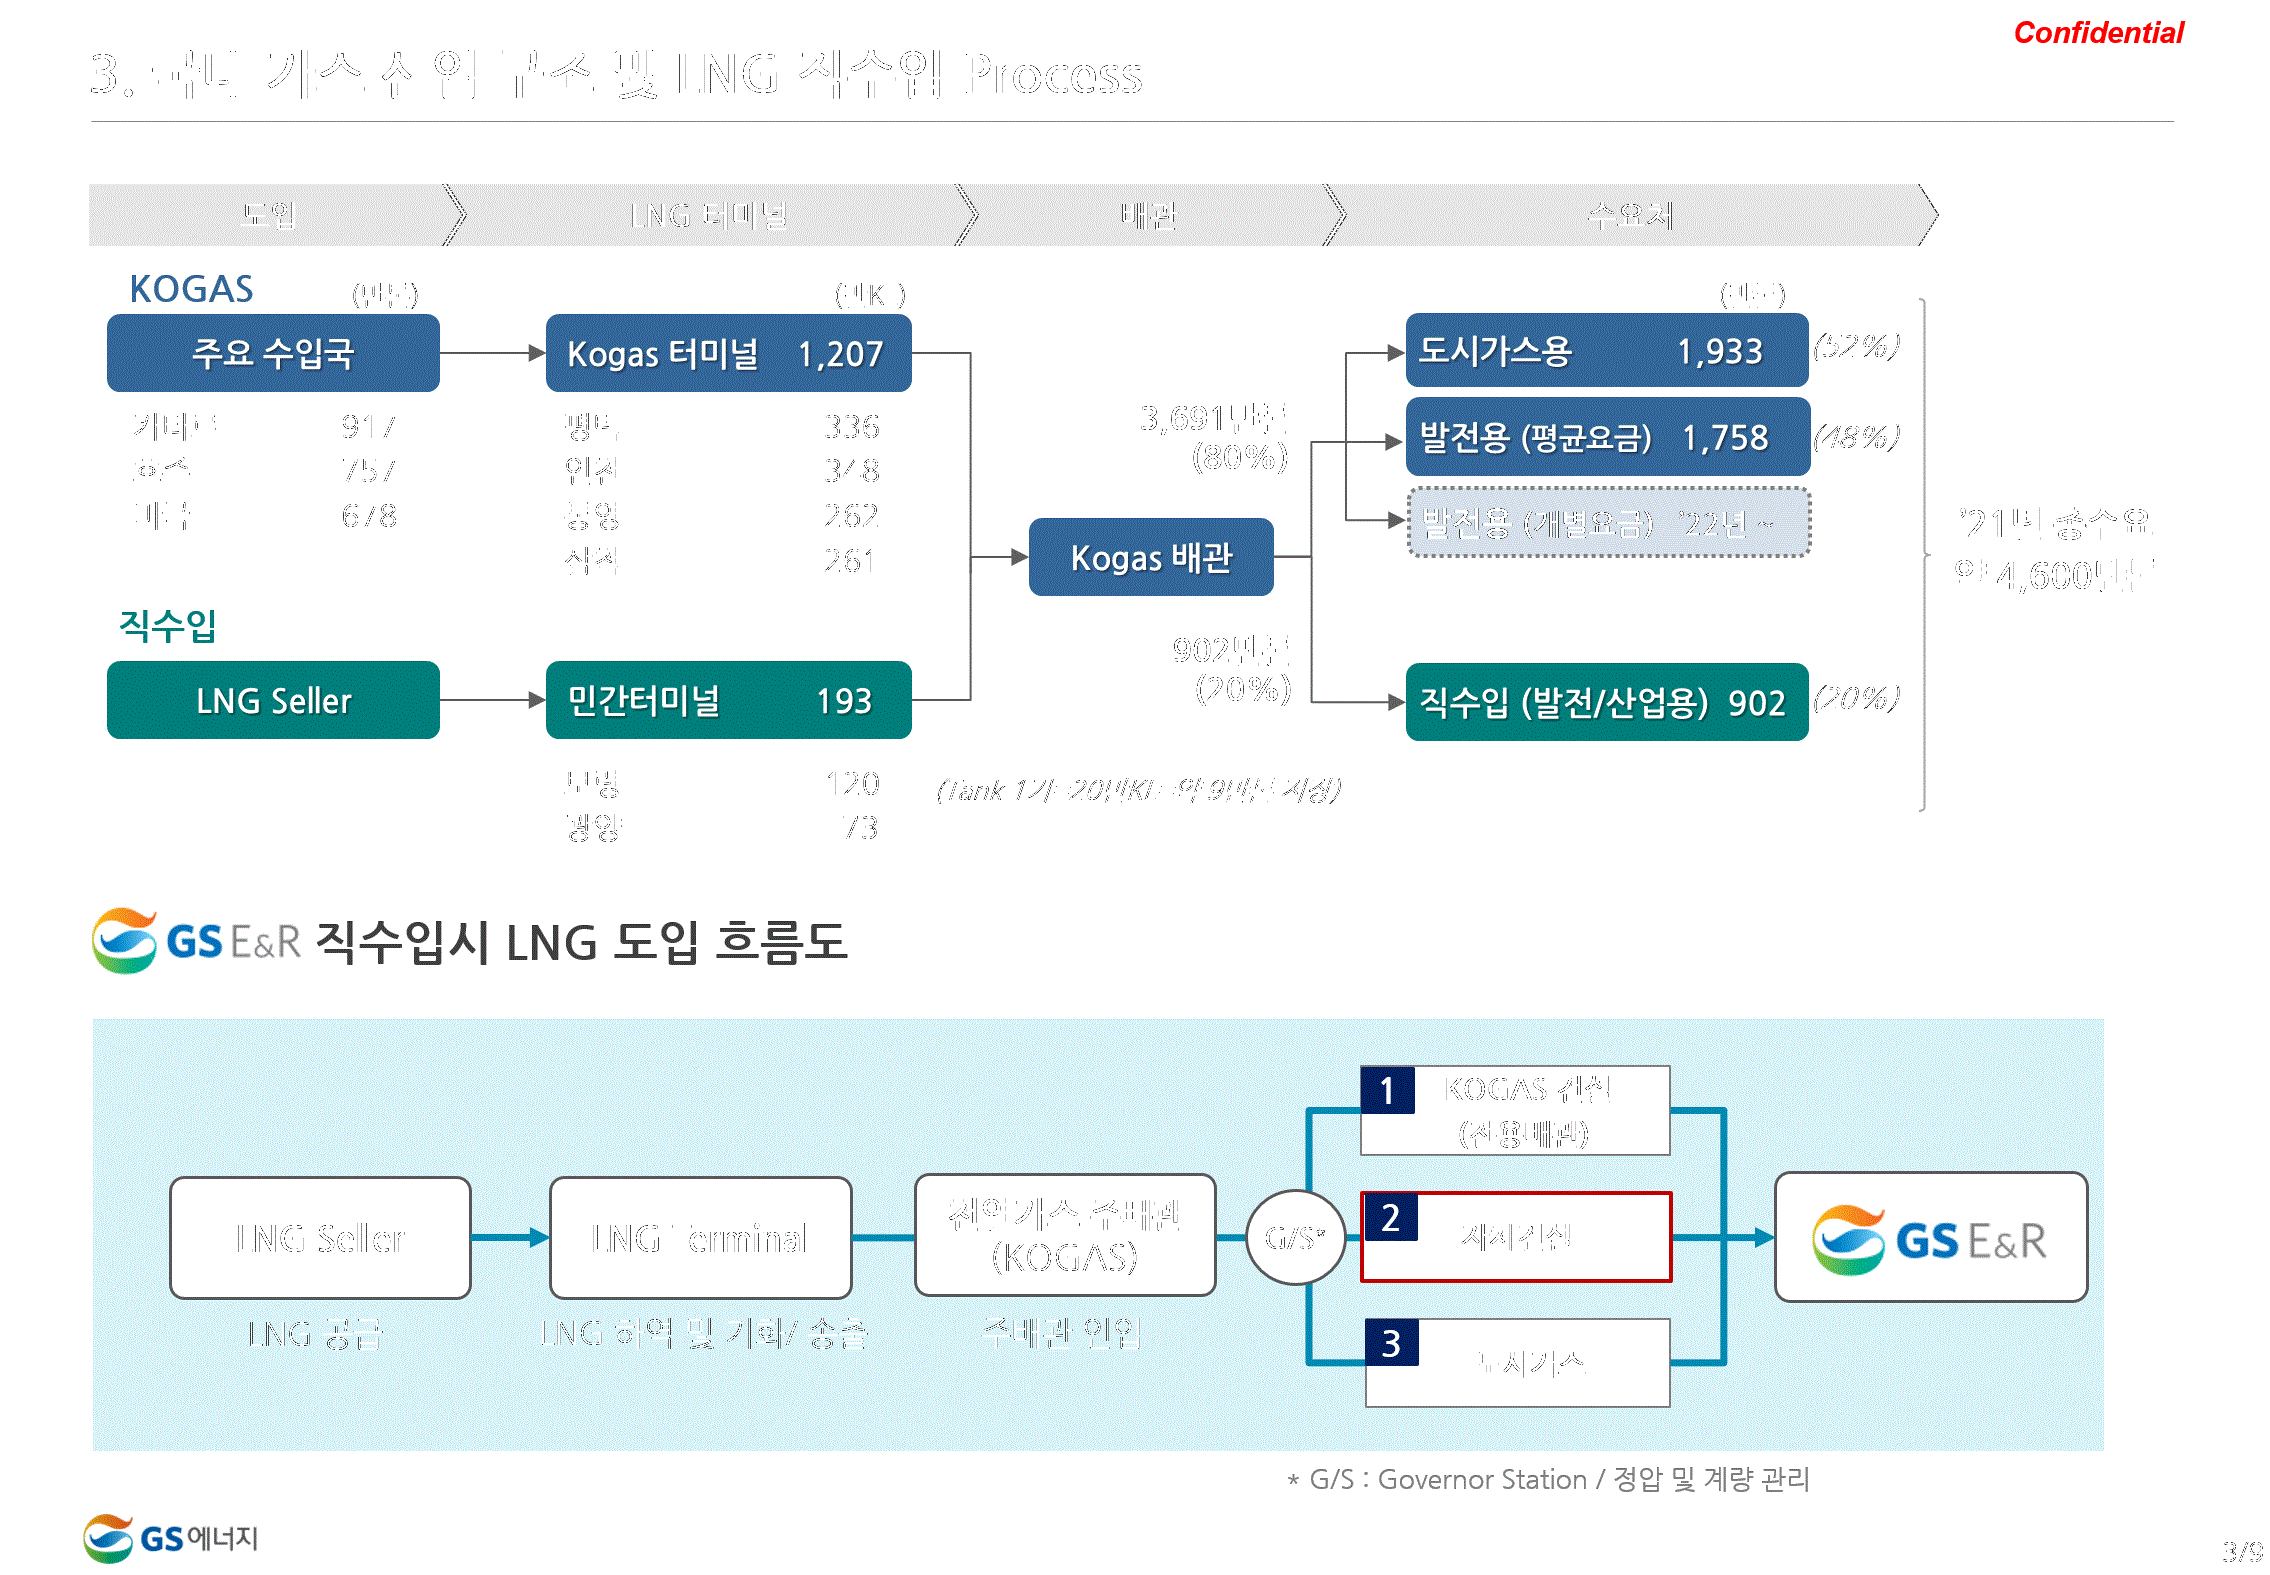 Confidential
3. 국내 가스 산업 구조 및 LNG 직수입 Process
도입
LNG 터미널
배관
수요처
KOGAS
(만톤)
(만Kl)
(만톤)
주요 수입국
Kogas 터미널 1,207
도시가스용 1,933 (52%)
카타르 917
호주 757
미국 678
평택 336
인천 348
통영 262
삼척 261
3,691만톤
(80%)
발전용 (평균요금) 1,758 (48%)
발전용 (개별요금) ’22년 ~
Kogas 배관
’21년 총수요
약 4,600만톤
직수입
LNG Seller
민간터미널 193
902만톤
(20%)
직수입 (발전/산업용) 902 (20%)
보령 120
광양 73
(Tank 1기=20만Kl=약 9만톤 저장)
GS E&R 직수입시 LNG 도입 흐름도
LNG Seller
LNG 공급
LNG Terminal
LNG 하역 및 기화/ 송출
천연가스 주배관
(KOGAS)
주배관 인입
G/S*
1 KOGAS 건설
(전용배관)
2 자체건설
3 도시가스
GS E&R
* G/S : Governor Station / 정압 및 계량 관리
GS에너지
3/9